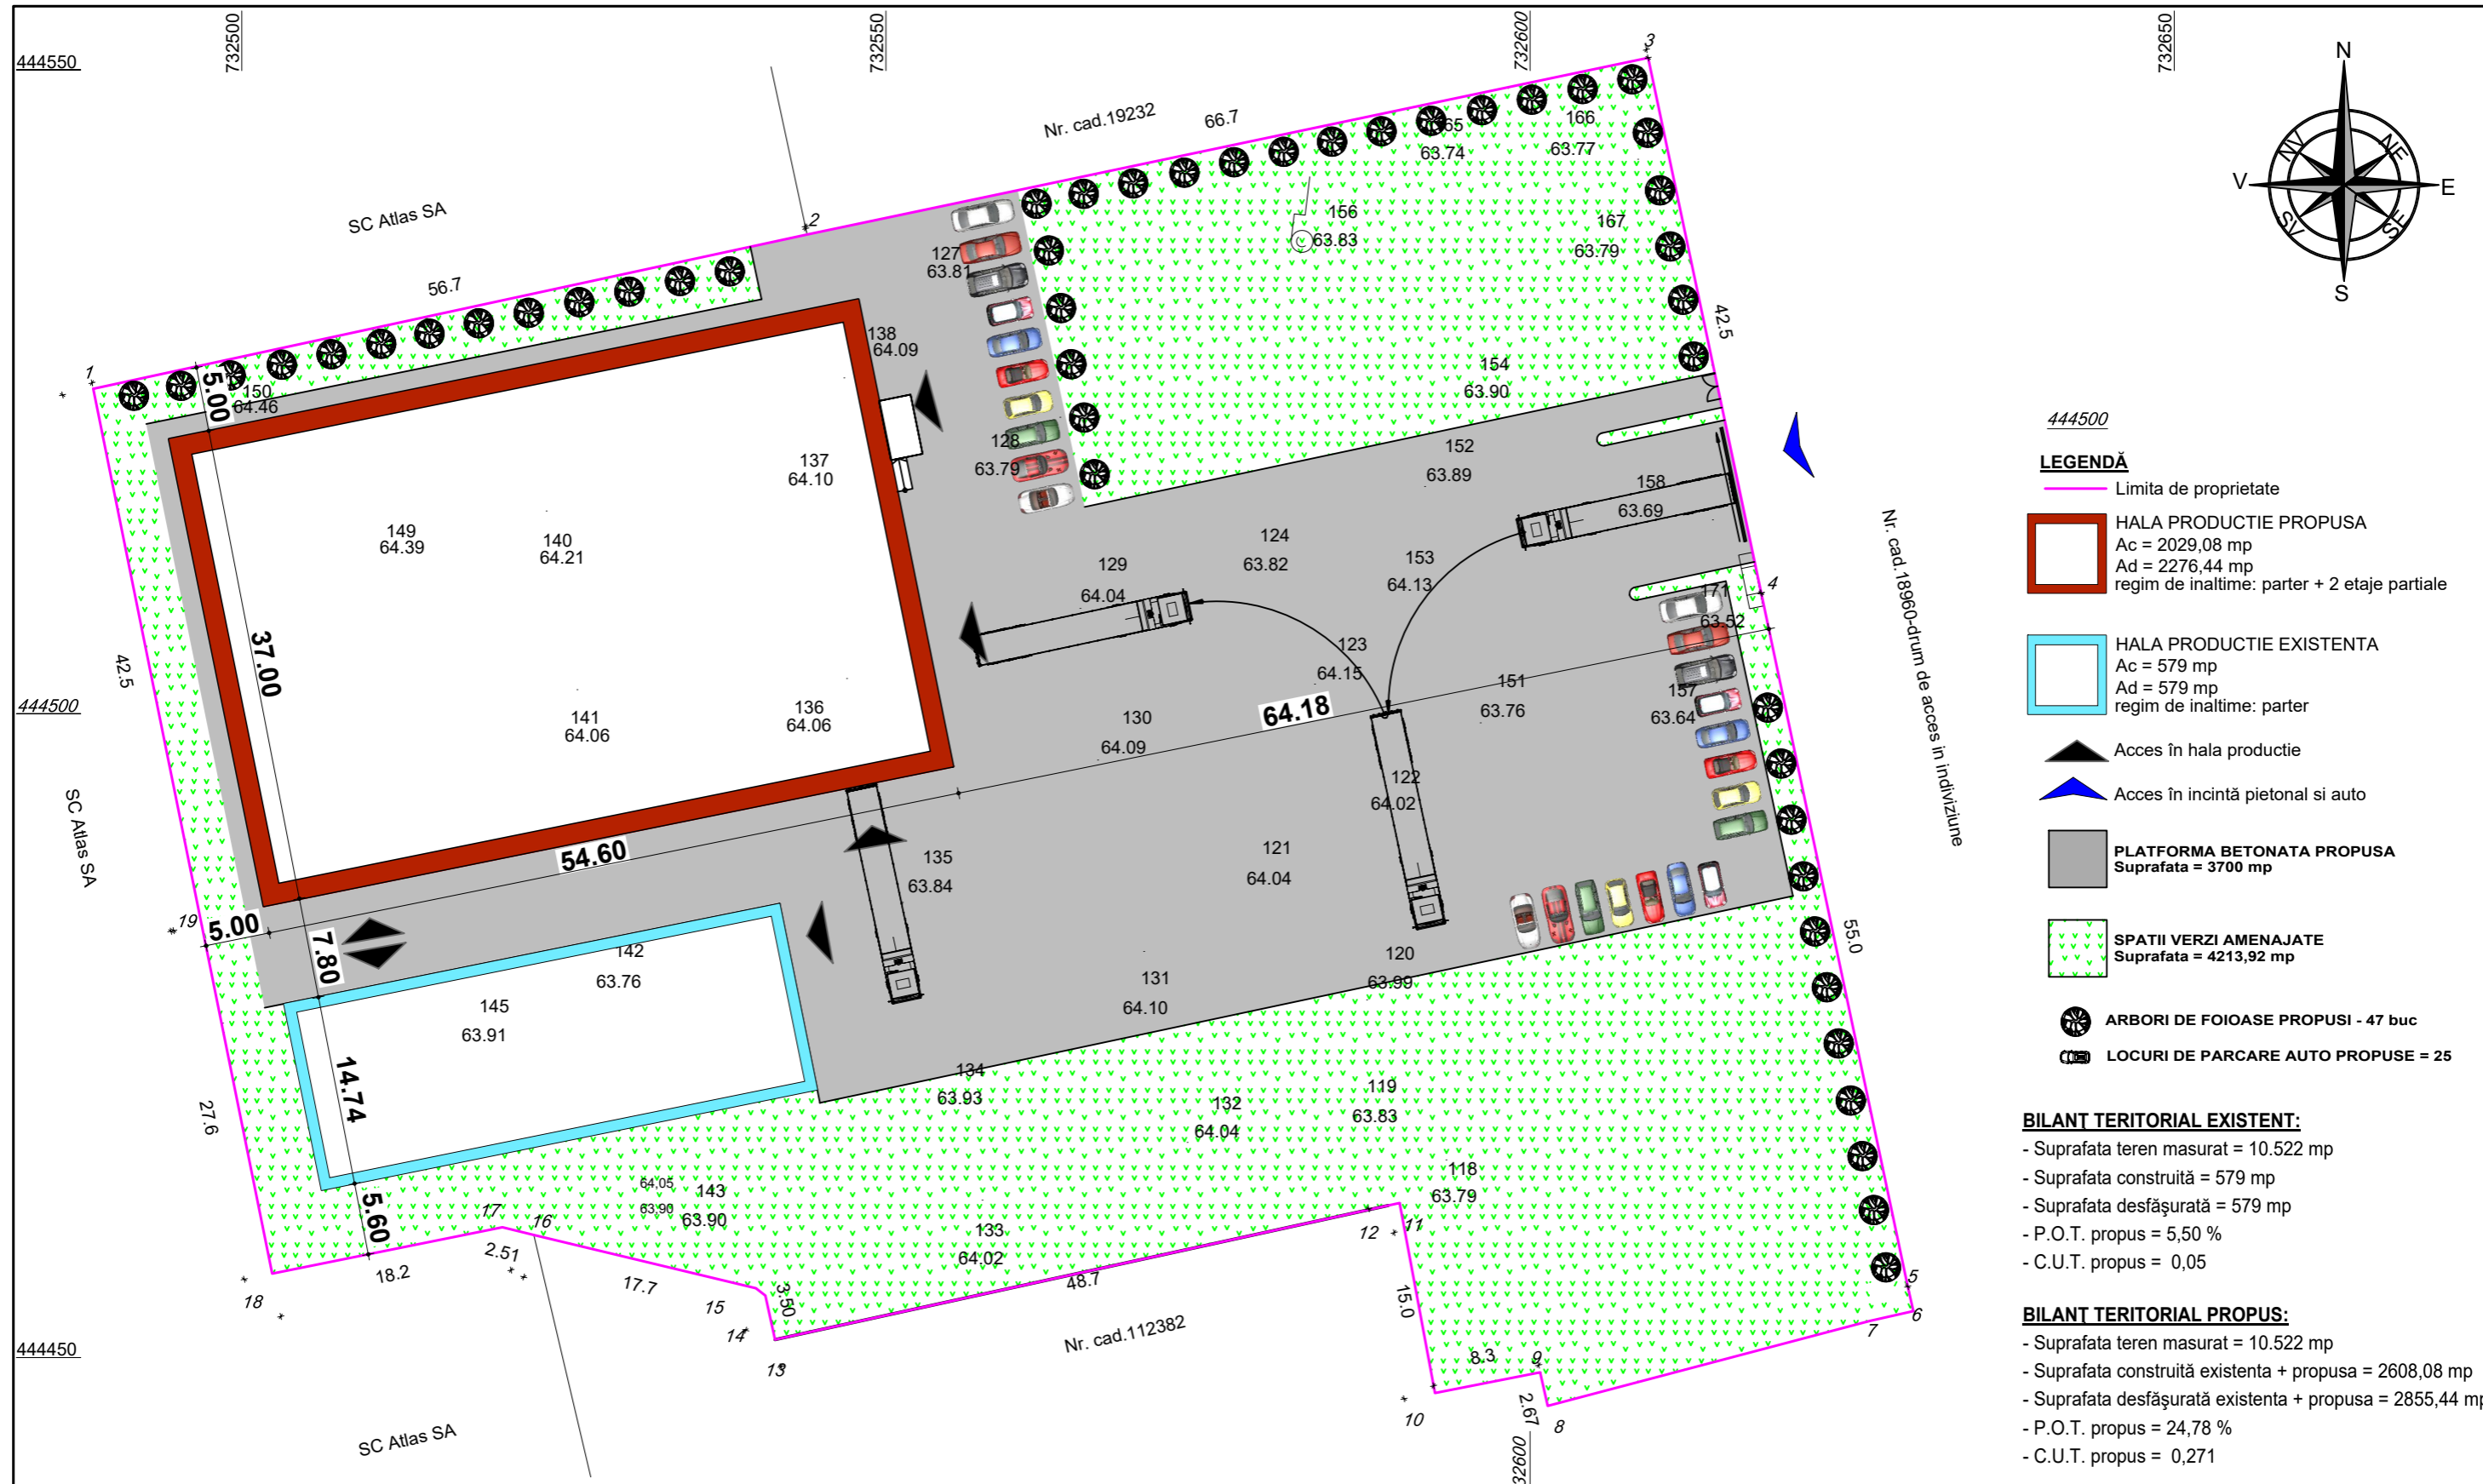 732500
732550
732600
732650
444550
3
N
NV
NE
V
E
SV
SE
S
Nr. cad.19232
66.7
65
63.74
166
63.77
SC Atlas SA
2
156
63.83
167
63.79
127
63.81
56.7
42.5
138
64.09
1
5.00
150
64.46
154
63.90
128
63.79
152
63.89
137
64.10
158
63.69
149
64.39
140
64.21
124
63.82
129
64.04
153
64.13
Nr. cad.18960-drum de acces in indiviziune
4
171
63.52
37.00
42.5
123
64.15
151
63.76
157
63.64
64.18
444500
141
64.06
136
64.06
130
64.09
122
64.02
SC Atlas SA
54.60
135
63.84
121
64.04
19
5.00
7.80
142
63.76
120
63.99
55.0
145
63.91
131
64.10
14.74
27.6
134
63.93
132
64.04
119
63.83
118
63.79
64,05
63,90
143
63.90
5.60
17
16
2.51
133
64.02
12
11
18
18.2
17.7
15
14
3.50
13
48.7
Nr. cad.112382
15.0
8.3
9
10
2.67
8
7
5
6
444450
SC Atlas SA
32600
444500
LEGENDĂ
Limita de proprietate
HALA PRODUCTIE PROPUSA
Ac = 2029,08 mp
Ad = 2276,44 mp
regim de inaltime: parter + 2 etaje partiale
HALA PRODUCTIE EXISTENTA
Ac = 579 mp
Ad = 579 mp
regim de inaltime: parter
Acces în hala productie
Acces în incintă pietonal si auto
PLATFORMA BETONATA PROPUSA
Suprafata = 3700 mp
SPATII VERZI AMENAJATE
Suprafata = 4213,92 mp
ARBORI DE FOIOASE PROPUSI - 47 buc
LOCURI DE PARCARE AUTO PROPUSE = 25
BILANŢ TERITORIAL EXISTENT:
- Suprafata teren masurat = 10.522 mp
- Suprafata construită = 579 mp
- Suprafata desfăşurată = 579 mp
- P.O.T. propus = 5,50 %
- C.U.T. propus = 0,05
BILANŢ TERITORIAL PROPUS:
- Suprafata teren masurat = 10.522 mp
- Suprafata construită existenta + propusa = 2608,08 mp
- Suprafata desfăşurată existenta + propusa = 2855,44 mp
- P.O.T. propus = 24,78 %
- C.U.T. propus = 0,271